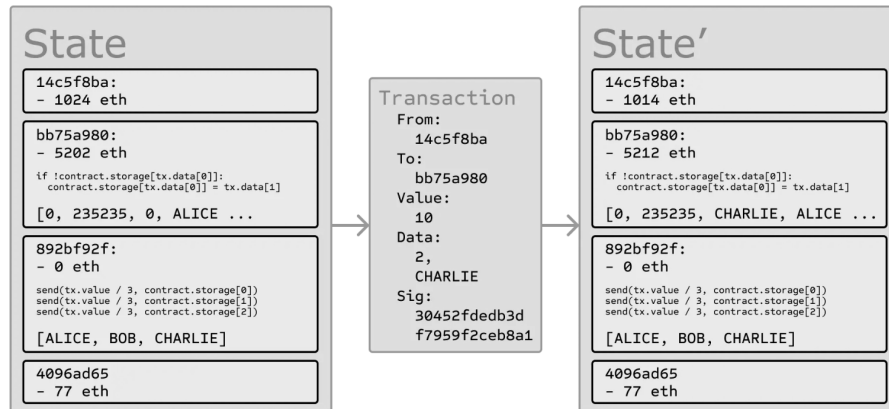 State
14c5f8ba:
- 1024 eth
bb75a980:
- 5202 eth
if !contract.storage[tx.data[0]]:
contract.storage[tx.data[0]] = tx.data[1]
[0, 235235, 0, ALICE ...
892bf92f:
- 0 eth
send(tx.value / 3, contract.storage[0])
send(tx.value / 3, contract.storage[1])
send(tx.value / 3, contract.storage[2])
[ALICE, BOB, CHARLIE]
4096ad65
- 77 eth
Transaction
From:
14c5f8ba
To:
bb75a980
Value:
10
Data:
2,
CHARLIE
Sig:
30452fdedb3d
f7959f2ceb8a1
State′
14c5f8ba:
- 1014 eth
bb75a980:
- 5212 eth
if !contract.storage[tx.data[0]]:
contract.storage[tx.data[0]] = tx.data[1]
[0, 235235, CHARLIE, ALICE ...
892bf92f:
- 0 eth
send(tx.value / 3, contract.storage[0])
send(tx.value / 3, contract.storage[1])
send(tx.value / 3, contract.storage[2])
[ALICE, BOB, CHARLIE]
4096ad65
- 77 eth